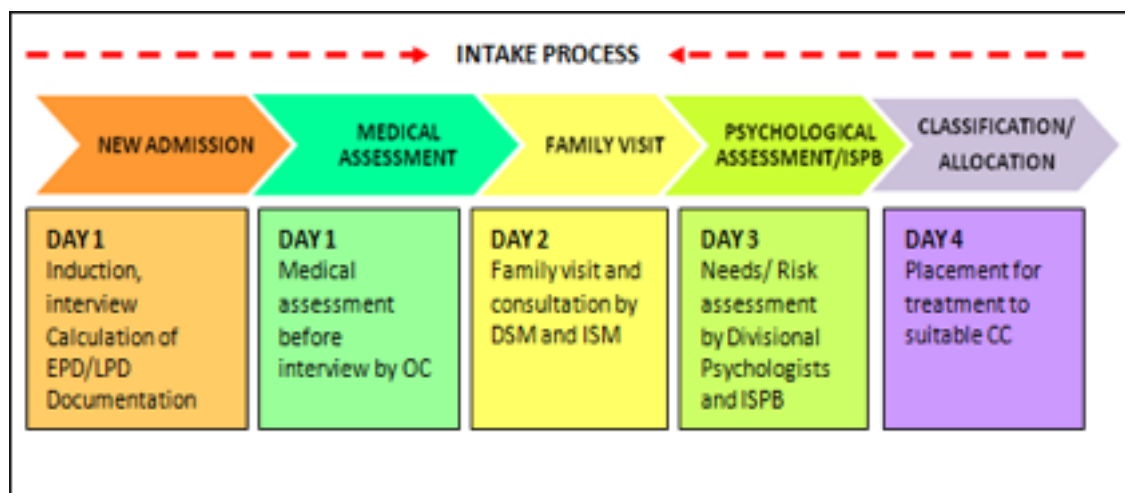 INTAKE PROCESS
NEW ADMISSION
MEDICAL
ASSESSMENT
FAMILY VISIT
PSYCHOLOGICAL
ASSESSMENT/ISPB
CLASSIFICATION/
ALLOCATION
DAY 1
Induction,
interview
Calculation of
EPD/LPD
Documentation
DAY 1
Medical
assessment
before
interview by OC
DAY 2
Family visit and
consultation by
DSM and ISM
DAY 3
Needs/ Risk
assessment
by Divisional
Psychologists
and ISPB
DAY 4
Placement for
treatment to
suitable CC